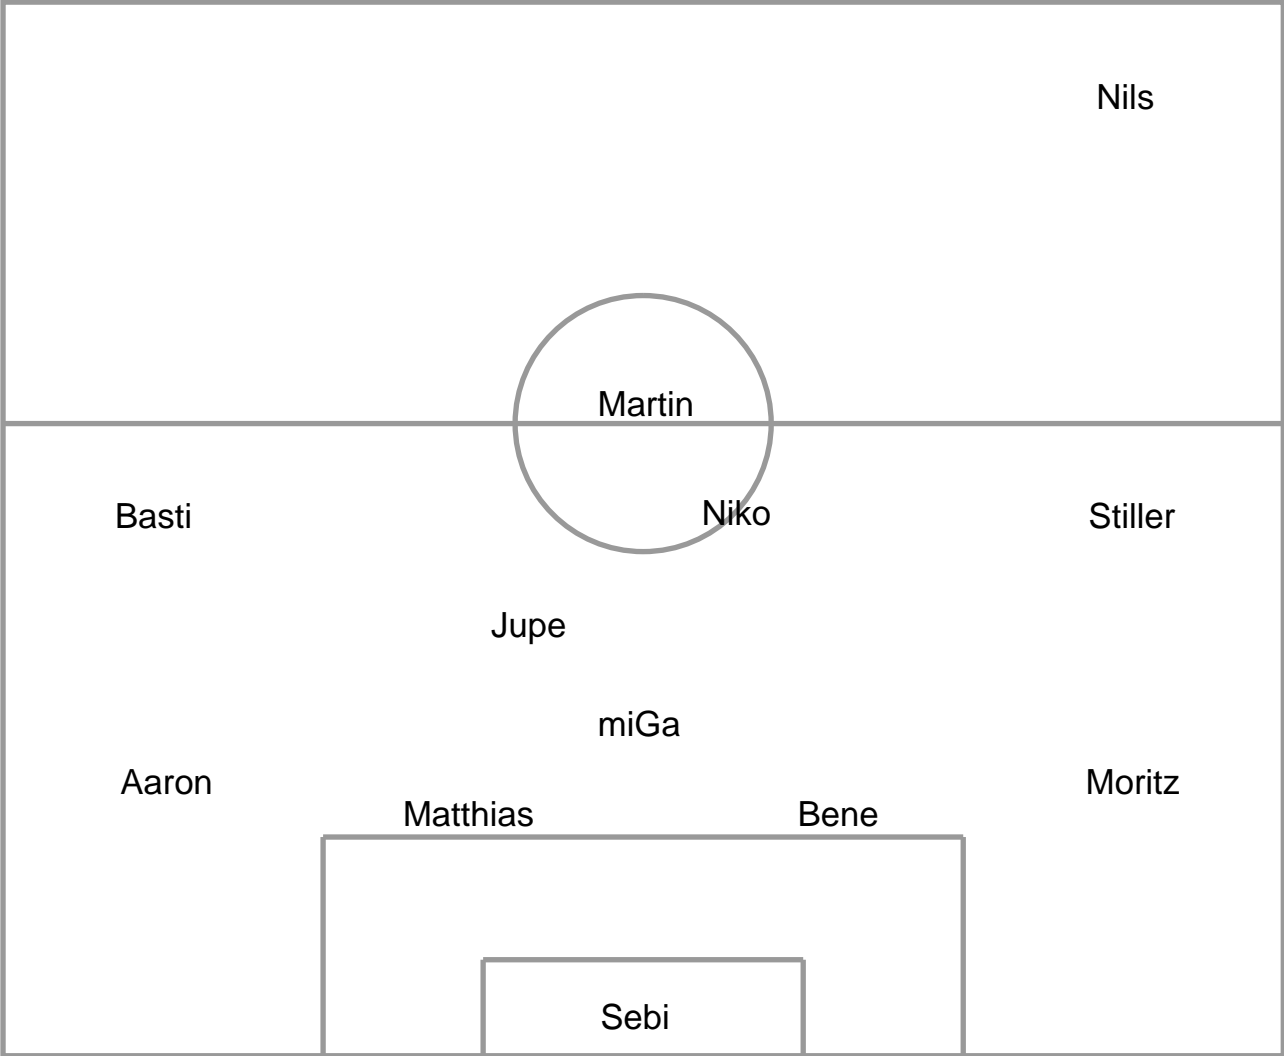 Nils
Martin
Basti
Niko
Stiller
Jupe
miGa
Aaron
Moritz
Matthias
Bene
Sebi